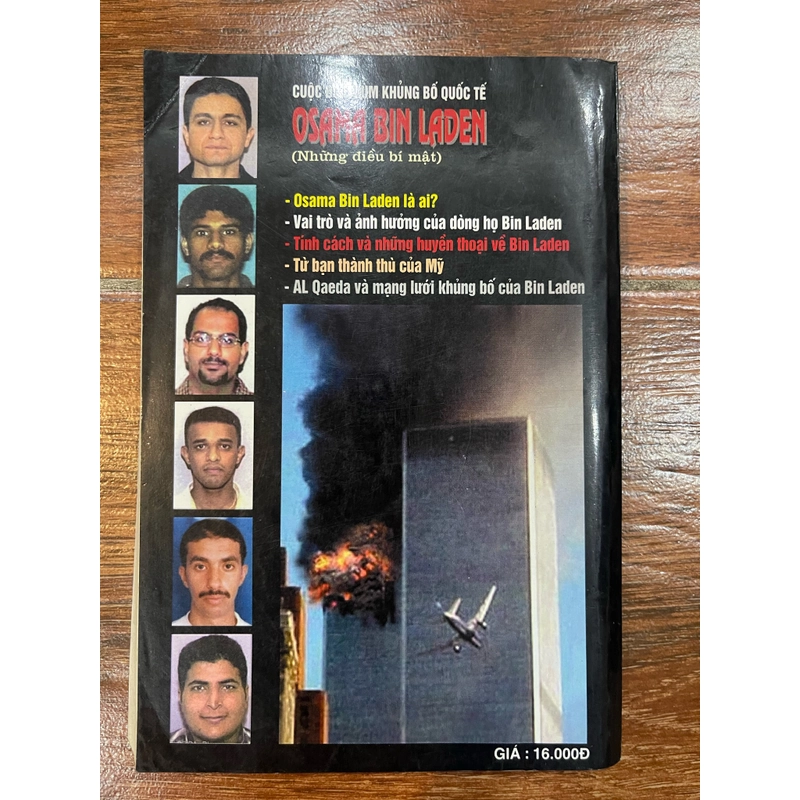 CUỘC TRÙM KHỦNG BỐ QUỐC TẾ
OSAMA BIN LADEN
(Những điều bí mật)
- Osama Bin Laden là ai?
- Vai trò và ảnh hưởng của dòng họ Bin Laden
- Tính cách và những huyền thoại về Bin Laden
- Từ bạn thành thù của Mỹ
- AL Qaeda và mạng lưới khủng bố của Bin Laden
GIÁ : 16.000Đ